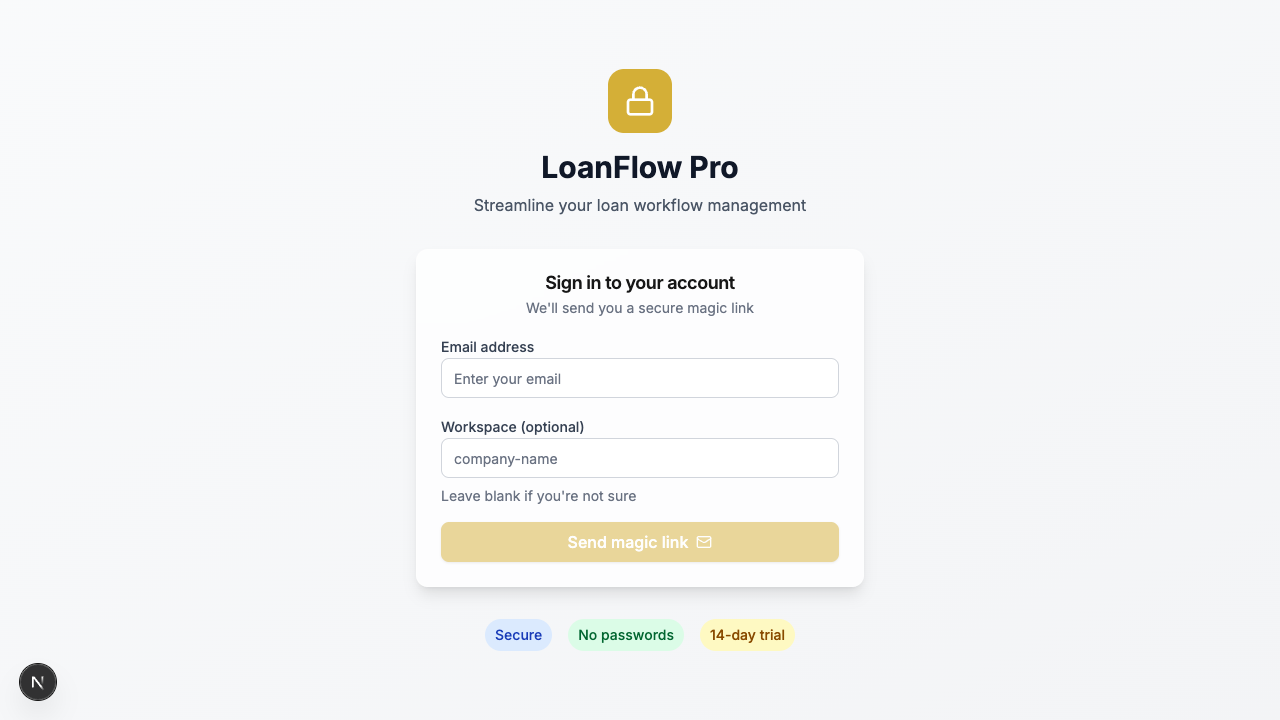 LoanFlow Pro
Streamline your loan workflow management
Sign in to your account
We'll send you a secure magic link
Email address
Enter your email
Workspace (optional)
company-name
Leave blank if you're not sure
Send magic link
Secure No passwords 14-day trial
N